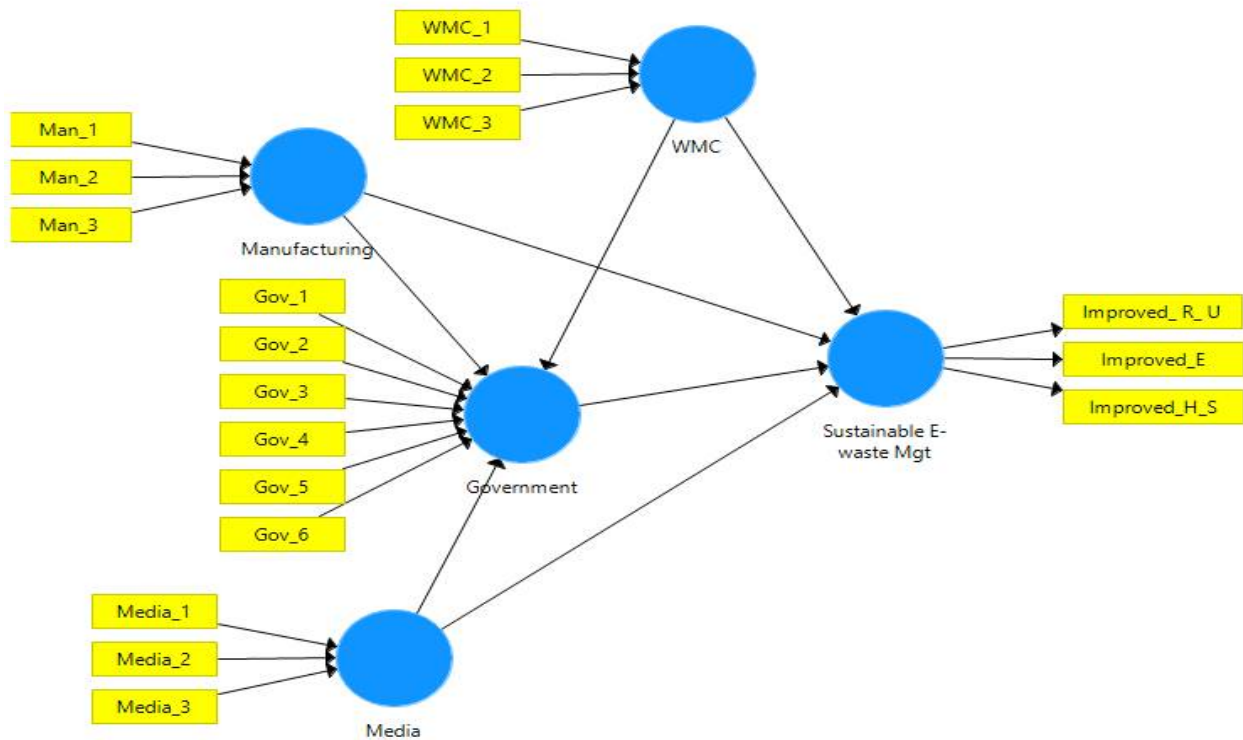 WMC_1
WMC_2
WMC_3
WMC
Man_1
Man_2
Man_3
Manufacturing
Gov_1
Gov_2
Gov_3
Gov_4
Gov_5
Gov_6
Government
Improved_ R_ U
Improved_E
Improved_H_S
Sustainable E-
waste Mgt
Media_1
Media_2
Media_3
Media